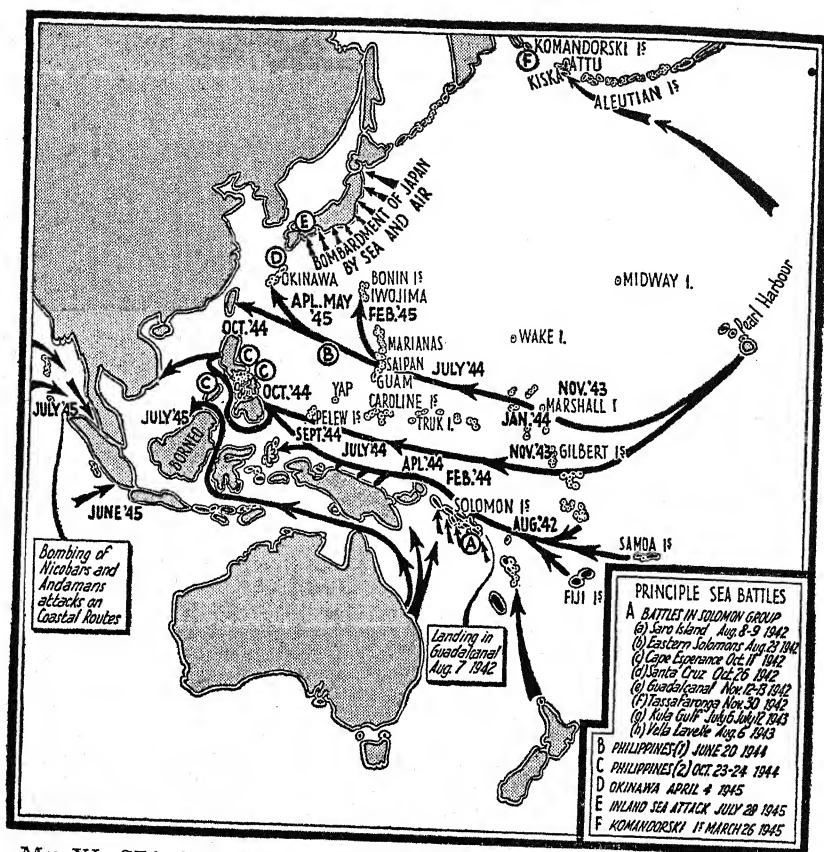 KOMANDORSKI Is
F
ATTU
KISKA
ALEUTIAN Is
E
BOMBARDMENT OF JAPAN
BY SEA AND AIR
D
OKINAWA
APL. MAY
'45
BONIN Is
IWOJIMA
FEB.'45
MIDWAY I.
Pearl Harbour
OCT.'44
B
MARIANAS
SAIPAN
GUAM
JULY'44
WAKE I.
C
C
C
OCT.'44
YAP
CAROLINE Is
NOV.'43
MARSHALL I
JAN.'44
PELEW Is
TRUK I.
SEPT.'44
NOV.'43
GILBERT Is
JULY'45
JULY'45
BORNEO
JULY'44
APL.'44
FEB.'44
JUNE'45
SOLOMON Is
AUG.'42
A
SAMOA Is
FIJI Is
Bombing of
Nicobars and
Andamans
attacks on
Coastal Routes
Landing in
Guadalcanal
Aug. 7 1942
PRINCIPLE SEA BATTLES
A BATTLES IN SOLOMON GROUP
(a) Savo Island Aug. 8-9 1942
(b) Eastern Solomons Aug. 23 1942
(c) Cape Esperance Oct. 11 1942
(d) Santa Cruz Oct. 26 1942
(e) Guadalcanal Nov. 12-13 1942
(F) Tassafaronga Nov. 30 1942
(g) Kula Gulf July 6 July 12 1943
(h) Vella Lavelle Aug. 6 1943
B PHILIPPINES (1) JUNE 20 1944
C PHILIPPINES (2) OCT. 23-24 1944
D OKINAWA APRIL 4 1945
E INLAND SEA ATTACK JULY 28 1945
F KOMANDORSKI Is MARCH 26 1945